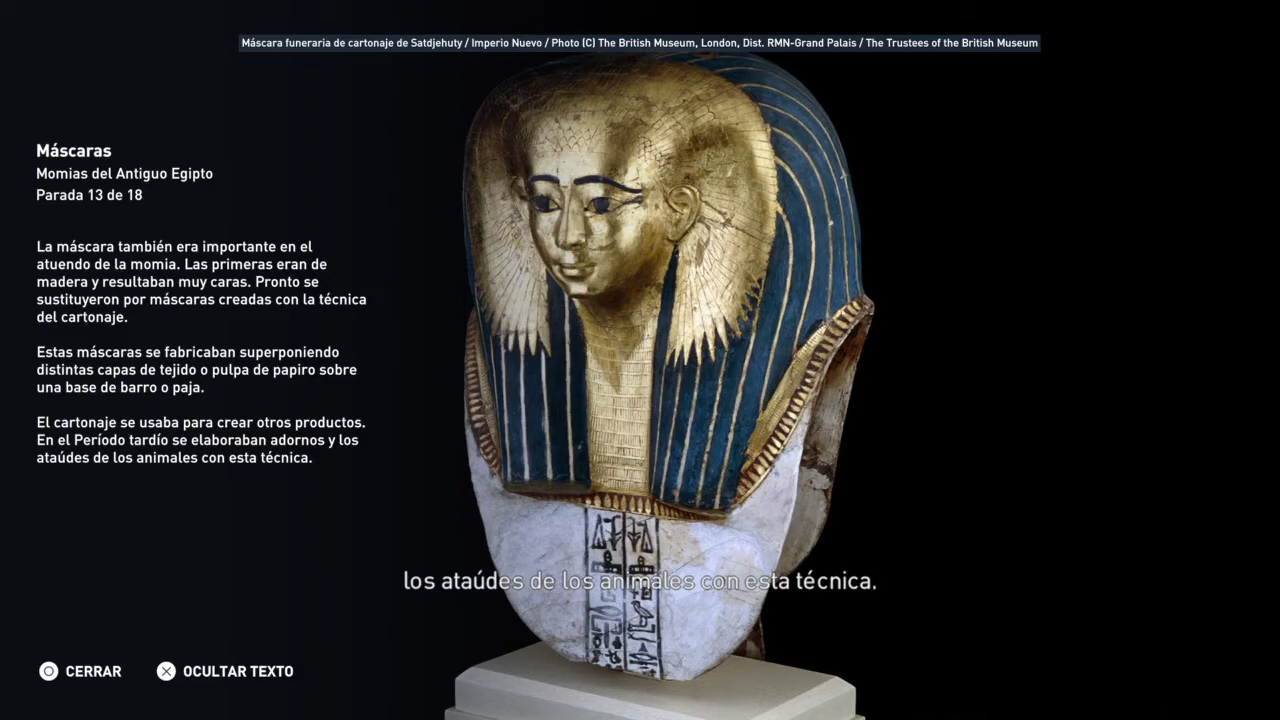 Máscara funeraria de cartonaje de Satdjehuty / Imperio Nuevo / Photo (C) The British Museum, London, Dist. RMN-Grand Palais / The Trustees of the British Museum
Máscaras
Momias del Antiguo Egipto
Parada 13 de 18
La máscara también era importante en el
atuendo de la momia. Las primeras eran de
madera y resultaban muy caras. Pronto se
sustituyeron por máscaras creadas con la técnica
del cartonaje.
Estas máscaras se fabricaban superponiendo
distintas capas de tejido o pulpa de papiro sobre
una base de barro o paja.
El cartonaje se usaba para crear otros productos.
En el Período tardío se elaboraban adornos y los
ataúdes de los animales con esta técnica.
los ataúdes de los animales con esta técnica.
CERRAR
OCULTAR TEXTO